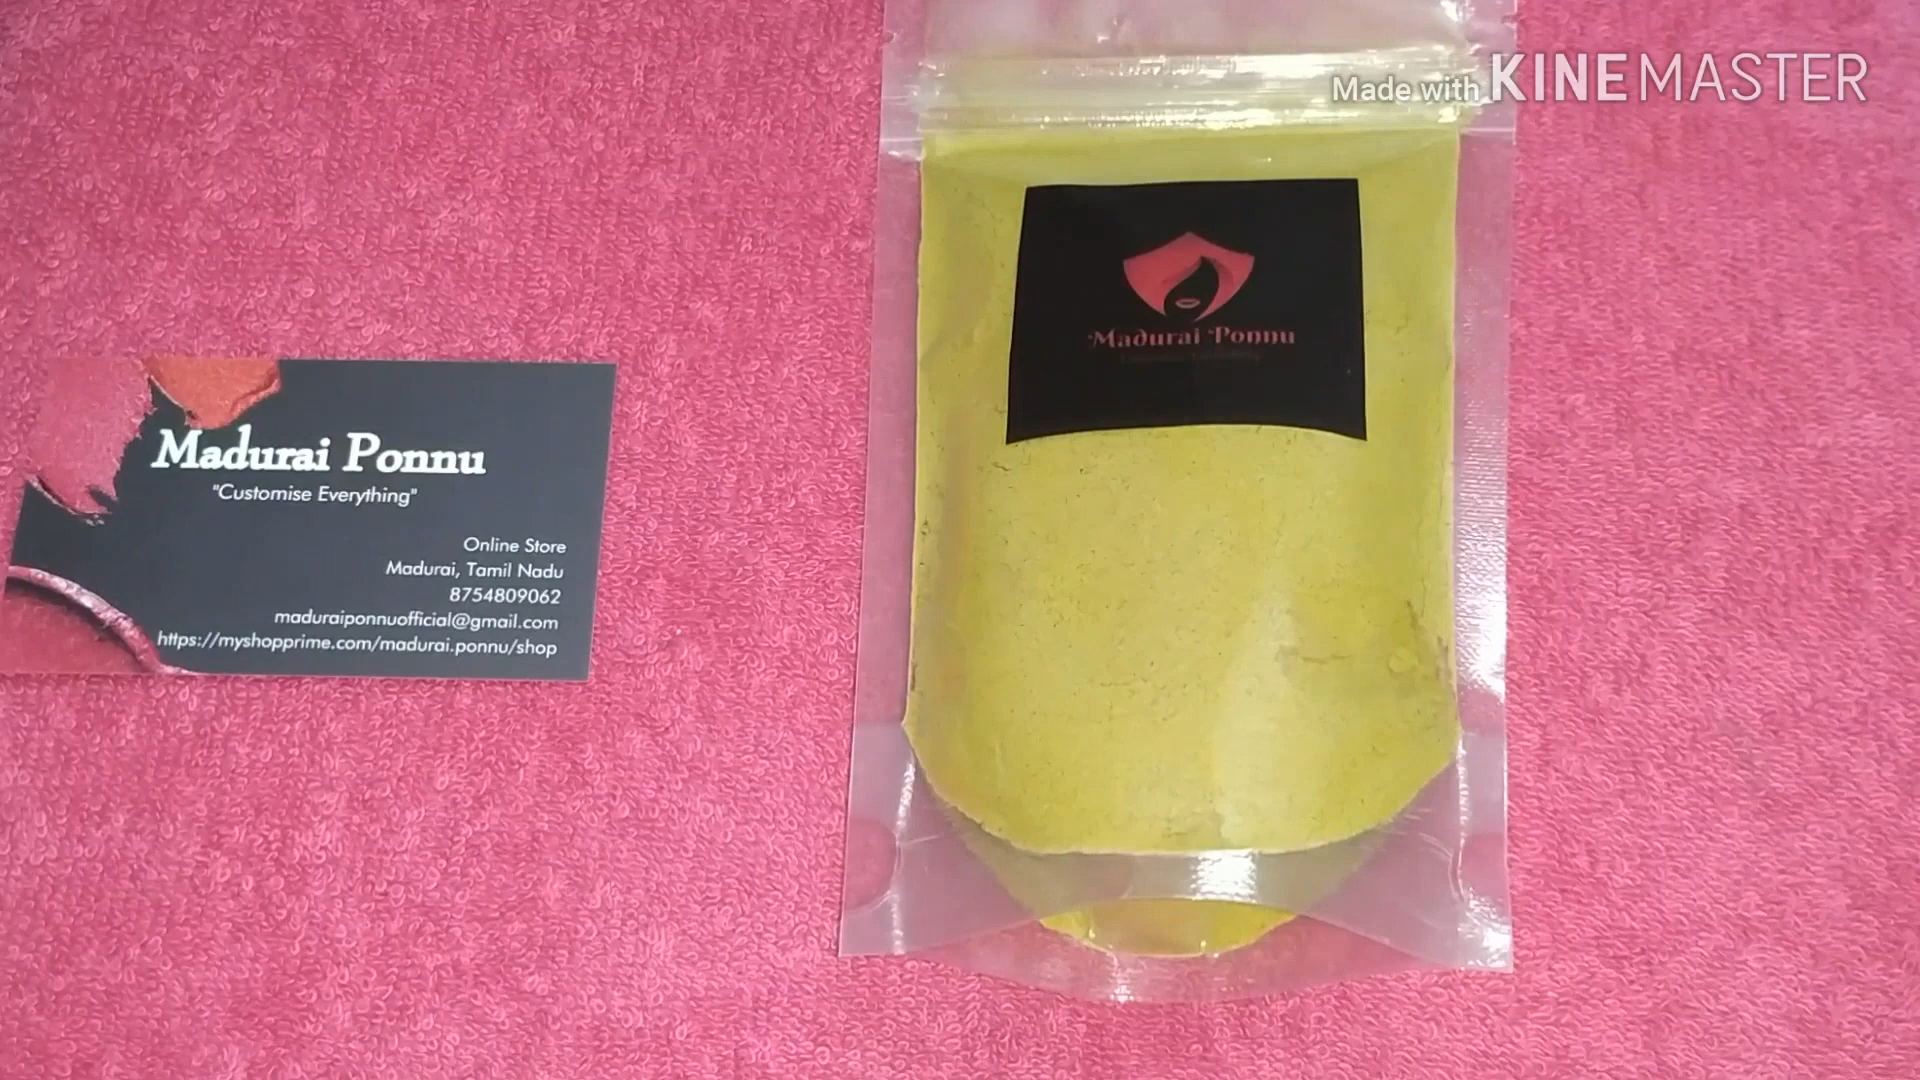 Made with KINEMASTER
Madurai Ponnu
Madurai Ponnu
"Customise Everything"
Online Store
Madurai, Tamil Nadu
8754809062
maduraiponnuofficial@gmail.com
https://myshopprime.com/madurai.ponnu/shop